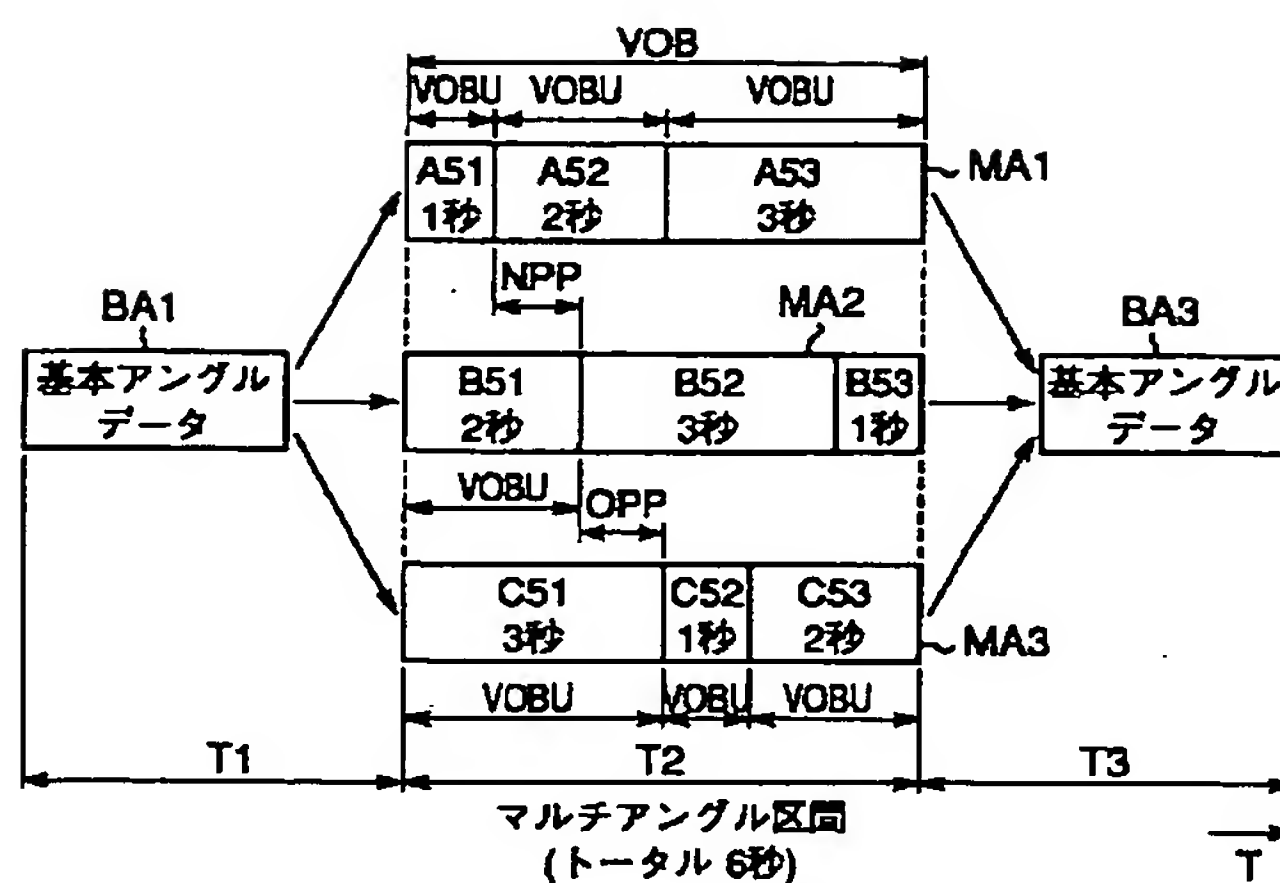 VOB
VOBU VOBU VOBU
A51 A52 A53
1秒 2秒 3秒
MA1
NPP
MA2
BA1
BA3
基本アングル
データ
B51 B52 B53
2秒 3秒 1秒
基本アングル
データ
VOBU
OPP
C51 C52 C53
3秒 1秒 2秒
MA3
VOBU VOBU VOBU
T1 T2 T3
マルチアングル区間
(トータル 6秒)
T